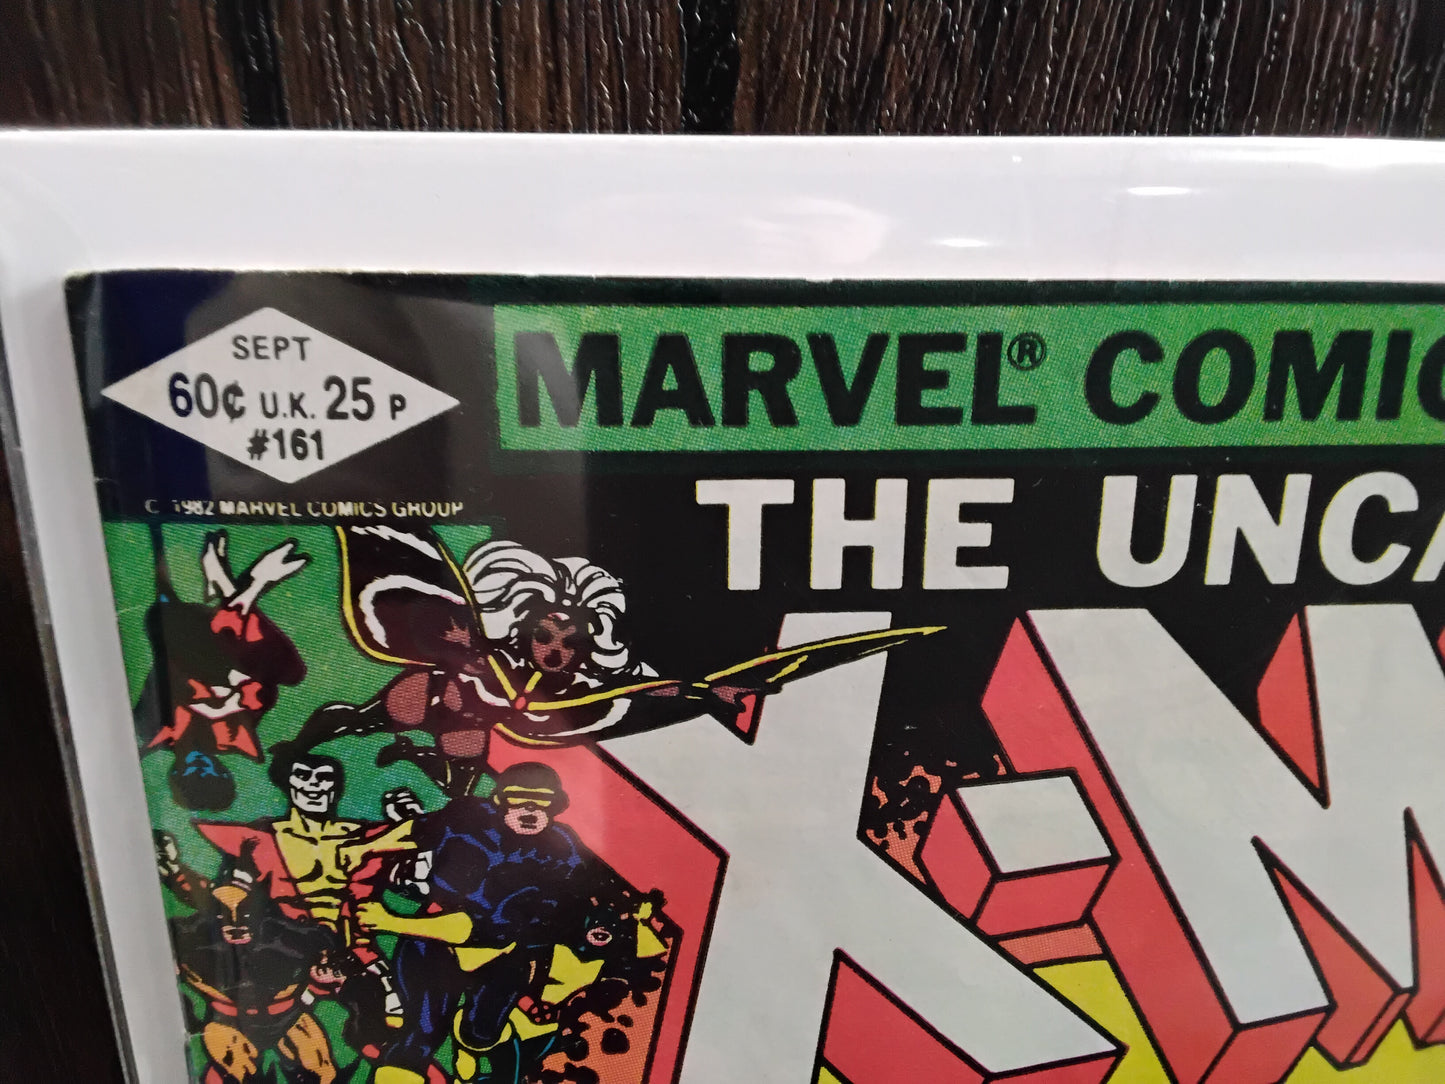 SEPT
60¢ U.K. 25 P
#161
C 1982 MARVEL COMICS GROUP
MARVEL® COMIC
THE UNCA
X-M